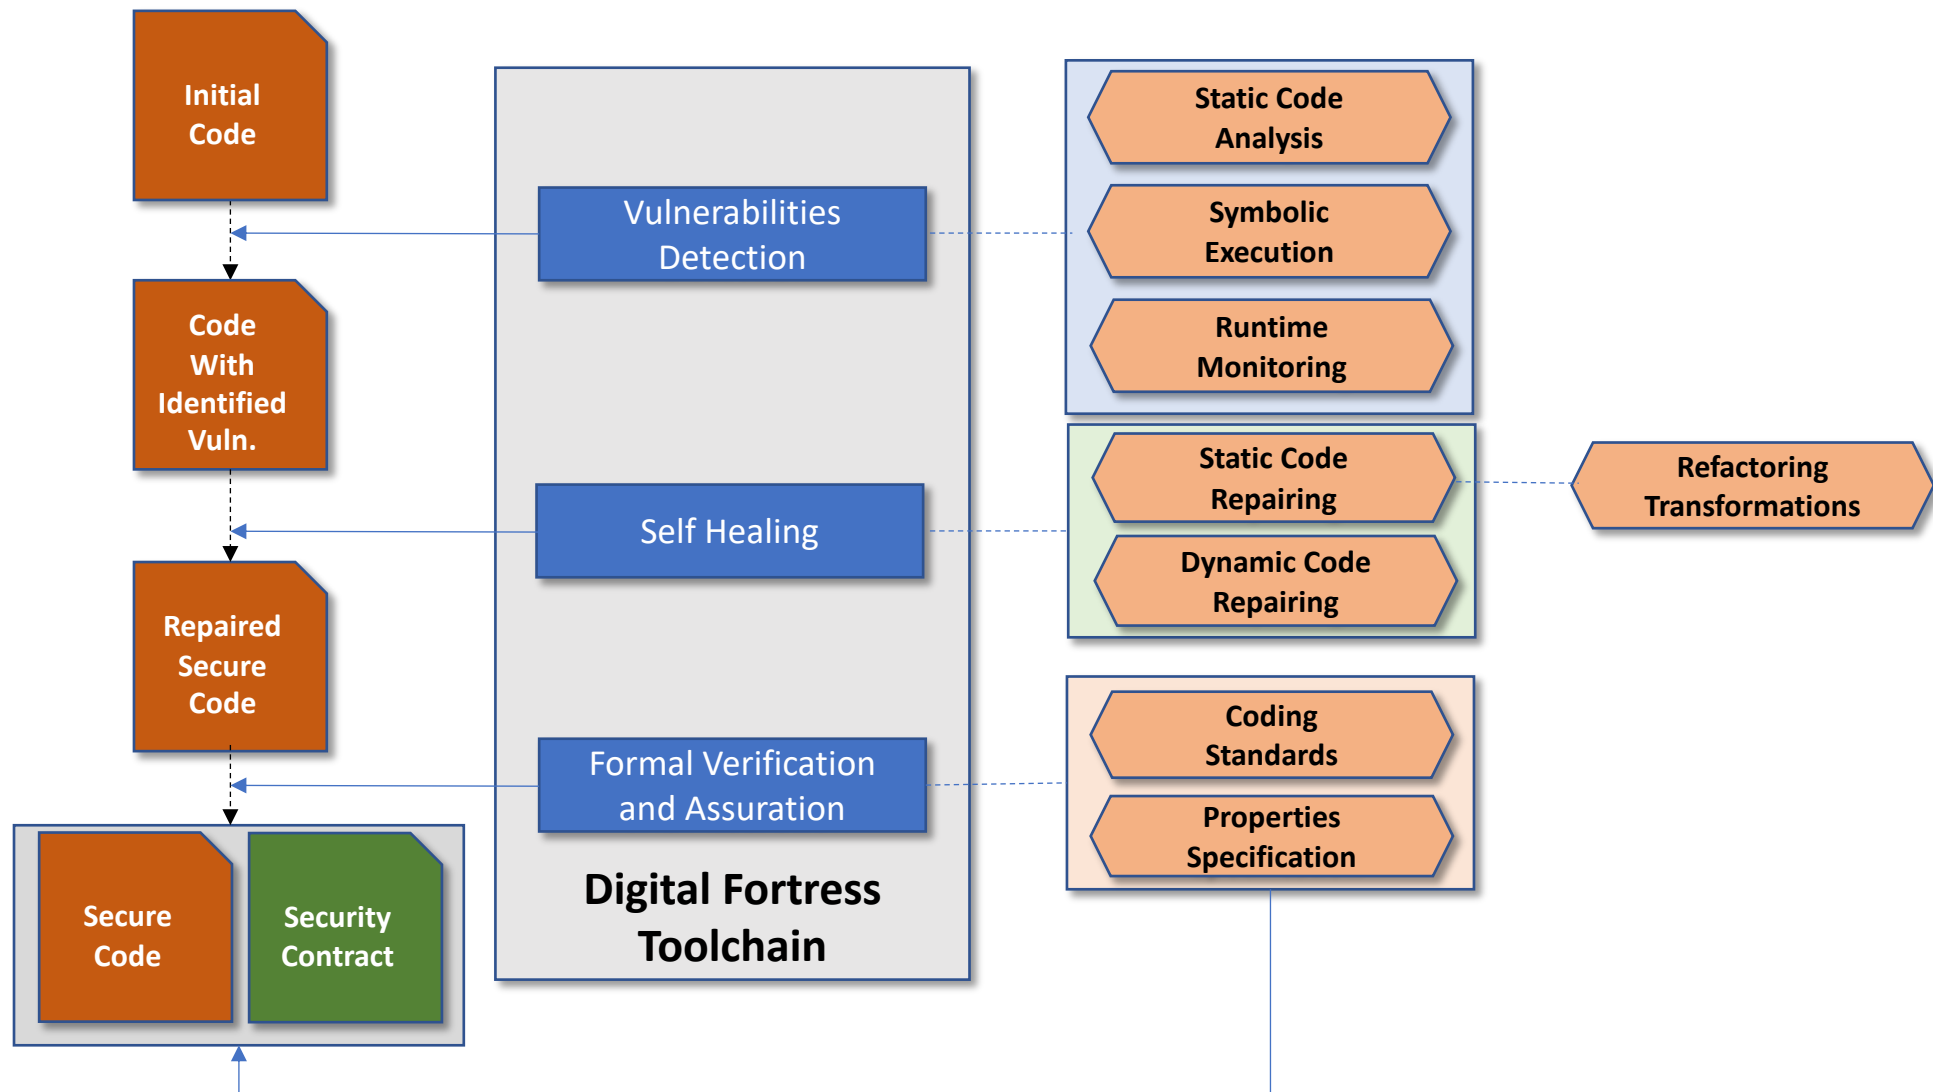 Initial
Code
Code
With
Identified
Vuln.
Repaired
Secure
Code
Secure
Code
Security
Contract
Vulnerabilities
Detection
Self Healing
Formal Verification
and Assuration
Digital Fortress
Toolchain
Static Code
Analysis
Symbolic
Execution
Runtime
Monitoring
Static Code
Repairing
Dynamic Code
Repairing
Coding
Standards
Properties
Specification
Refactoring
Transformations